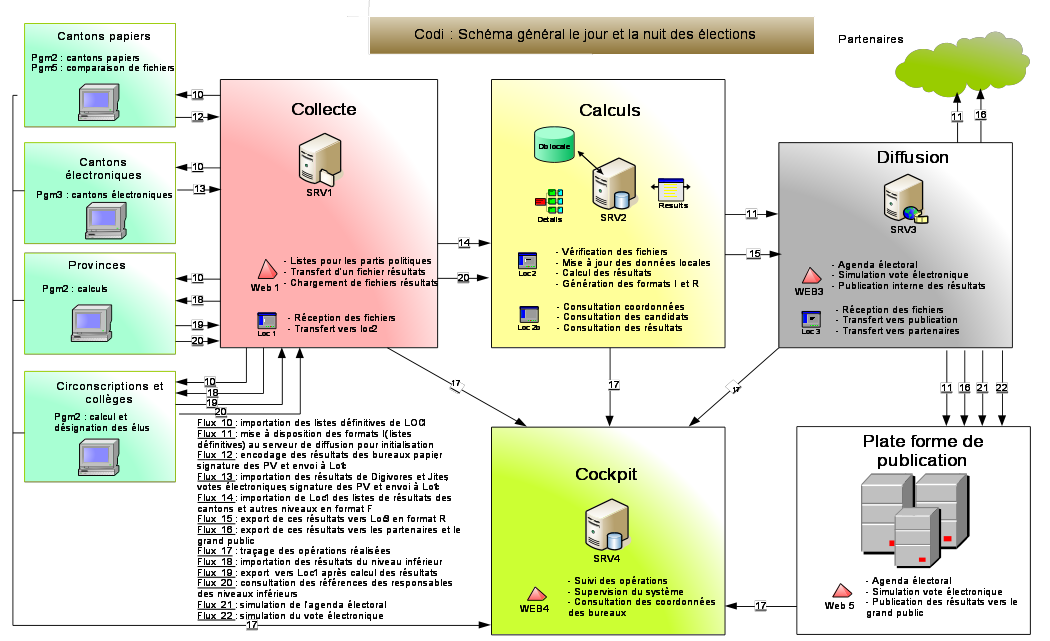 Codi : Schéma général le jour et la nuit des élections
Partenaires
Cantons papiers
Pgm2 : cantons papiers
Pgm5 : comparaison de fichiers
10
12
Cantons
électroniques
Pgm3 : cantons électroniques
10
13
Provinces
Pgm2 : calculs
10
18
19
20
Circonscriptions et
collèges
Pgm2 : calcul et
désignation des élus
10
18
19
20
Collecte
SRV1
Web 1
- Listes pour les partis politiques
- Transfert d'un fichier résultats
- Chargement de fichiers résultats
Loc 1
- Réception des fichiers
- Transfert vers loc2
14
20
Calculs
Db locale
SRV2
Details
Results
Loc2
- Vérification des fichiers
- Mise à jour des données locales
- Calcul des résultats
- Génération des formats I et R
Loc 2b
- Consultation coordonnées
- Consultation des candidats
- Consultation des résultats
11
15
11
16
Diffusion
SRV3
WEB3
- Agenda électoral
- Simulation vote électronique
- Publication interne des résultats
Loc 3
- Réception des fichiers
- Transfert vers publication
- Transfert vers partenaires
17
17
17
11
16
21
22
Flux 10 : importation des listes définitives de LOC1
Flux 11 : mise à disposition des formats I(listes
définitives) au serveur de diffusion pour initialisation
Flux 12 : encodage des résultats des bureaux papier
signature des PV et envoi à Lot1
Flux 13 : importation des résultats de Digivores et Jites,
votes électroniques, signature des PV et envoi à Lot1
Flux 14 : importation de Loc1 des listes de résultats des
cantons et autres niveaux en format F
Flux 15 : export de ces résultats vers Lod3 en format R
Flux 16 : export de ces résultats vers les partenaires et le
grand public
Flux 17 : traçage des opérations réalisées
Flux 18 : importation des résultats du niveau inférieur
Flux 19 : export vers Loc1 après calcul des résultats
Flux 20 : consultation des références des responsables
des niveaux inférieurs
Flux 21 : simulation de l'agenda électoral
Flux 22 : simulation du vote électronique
17
Cockpit
SRV4
WEB4
- Suivi des opérations
- Supervision du système
- Consultation des coordonnées
des bureaux
17
Plate forme de
publication
Web 5
- Agenda électoral
- Simulation vote électronique
- Publication des résultats vers le
grand public